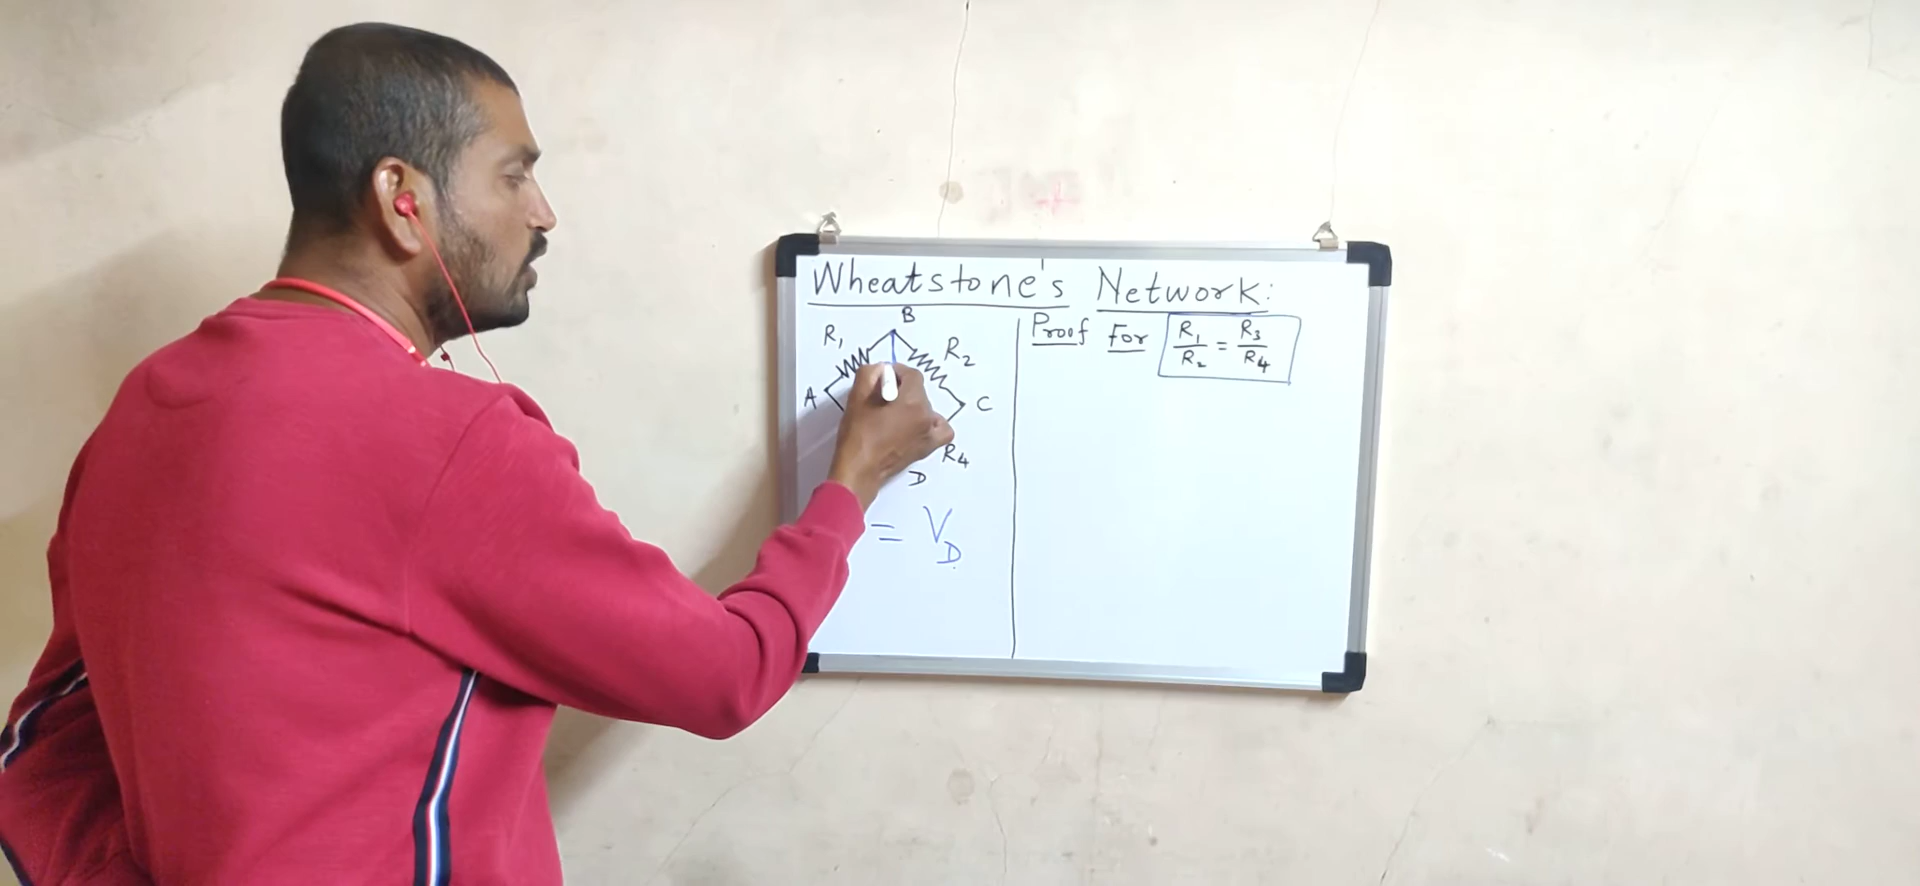 Wheatstone's Network:
B
R₁
R₂
A
C
R₄
D
= V_D
Proof For R₁/R₂ = R₃/R₄